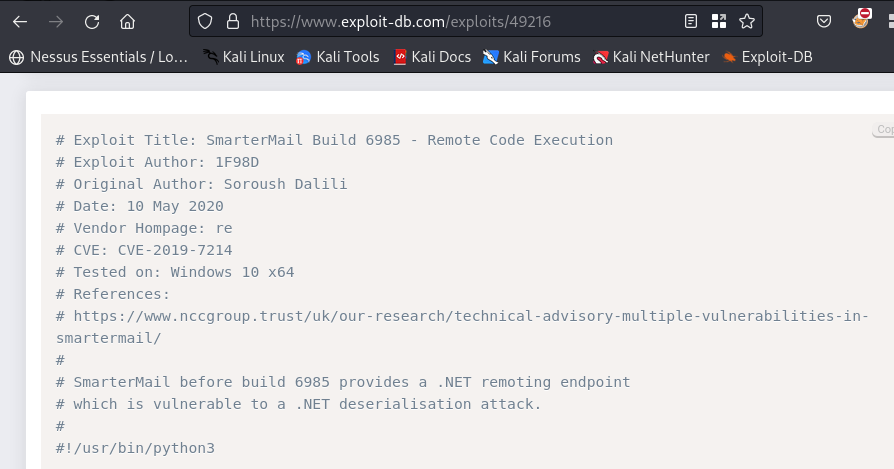 https://www.exploit-db.com/exploits/49216
Nessus Essentials / Lo... Kali Linux Kali Tools Kali Docs Kali Forums Kali NetHunter Exploit-DB
# Exploit Title: SmarterMail Build 6985 - Remote Code Execution
# Exploit Author: 1F98D
# Original Author: Soroush Dalili
# Date: 10 May 2020
# Vendor Hompage: re
# CVE: CVE-2019-7214
# Tested on: Windows 10 x64
# References:
# https://www.nccgroup.trust/uk/our-research/technical-advisory-multiple-vulnerabilities-in-
smartermail/
#
# SmarterMail before build 6985 provides a .NET remoting endpoint
# which is vulnerable to a .NET deserialisation attack.
#
#!/usr/bin/python3